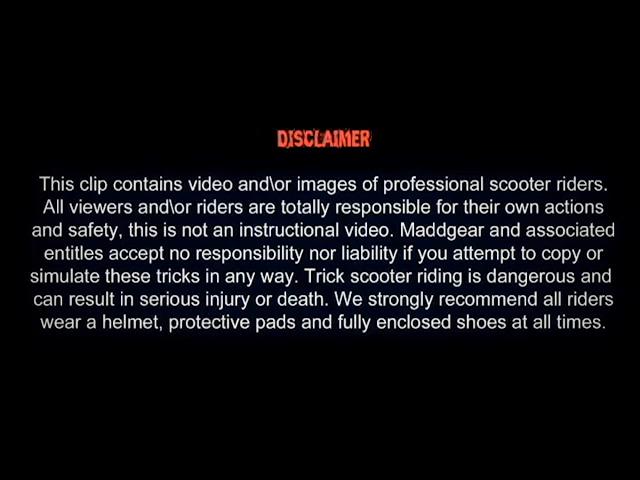 DISCLAIMER
This clip contains video and\or images of professional scooter riders.
All viewers and\or riders are totally responsible for their own actions
and safety, this is not an instructional video. Maddgear and associated
entities accept no responsibility nor liability if you attempt to copy or
simulate these tricks in any way. Trick scooter riding is dangerous and
can result in serious injury or death. We strongly recommend all riders
wear a helmet, protective pads and fully enclosed shoes at all times.